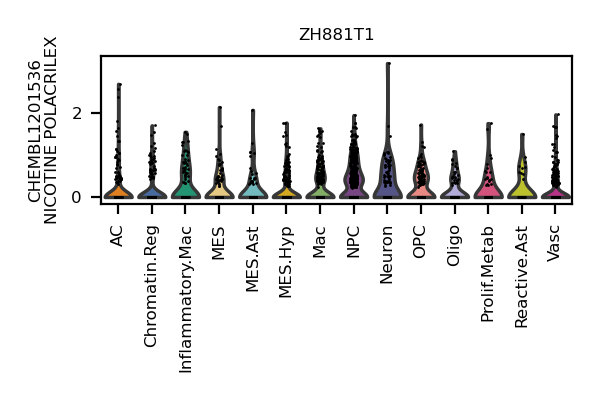 ZH881T1
CHEMBL1201536
NICOTINE POLACRILEX
2
0
AC
Chromatin.Reg
Inflammatory.Mac
MES
MES.Ast
MES.Hyp
Mac
NPC
Neuron
OPC
Oligo
Prolif.Metab
Reactive.Ast
Vasc